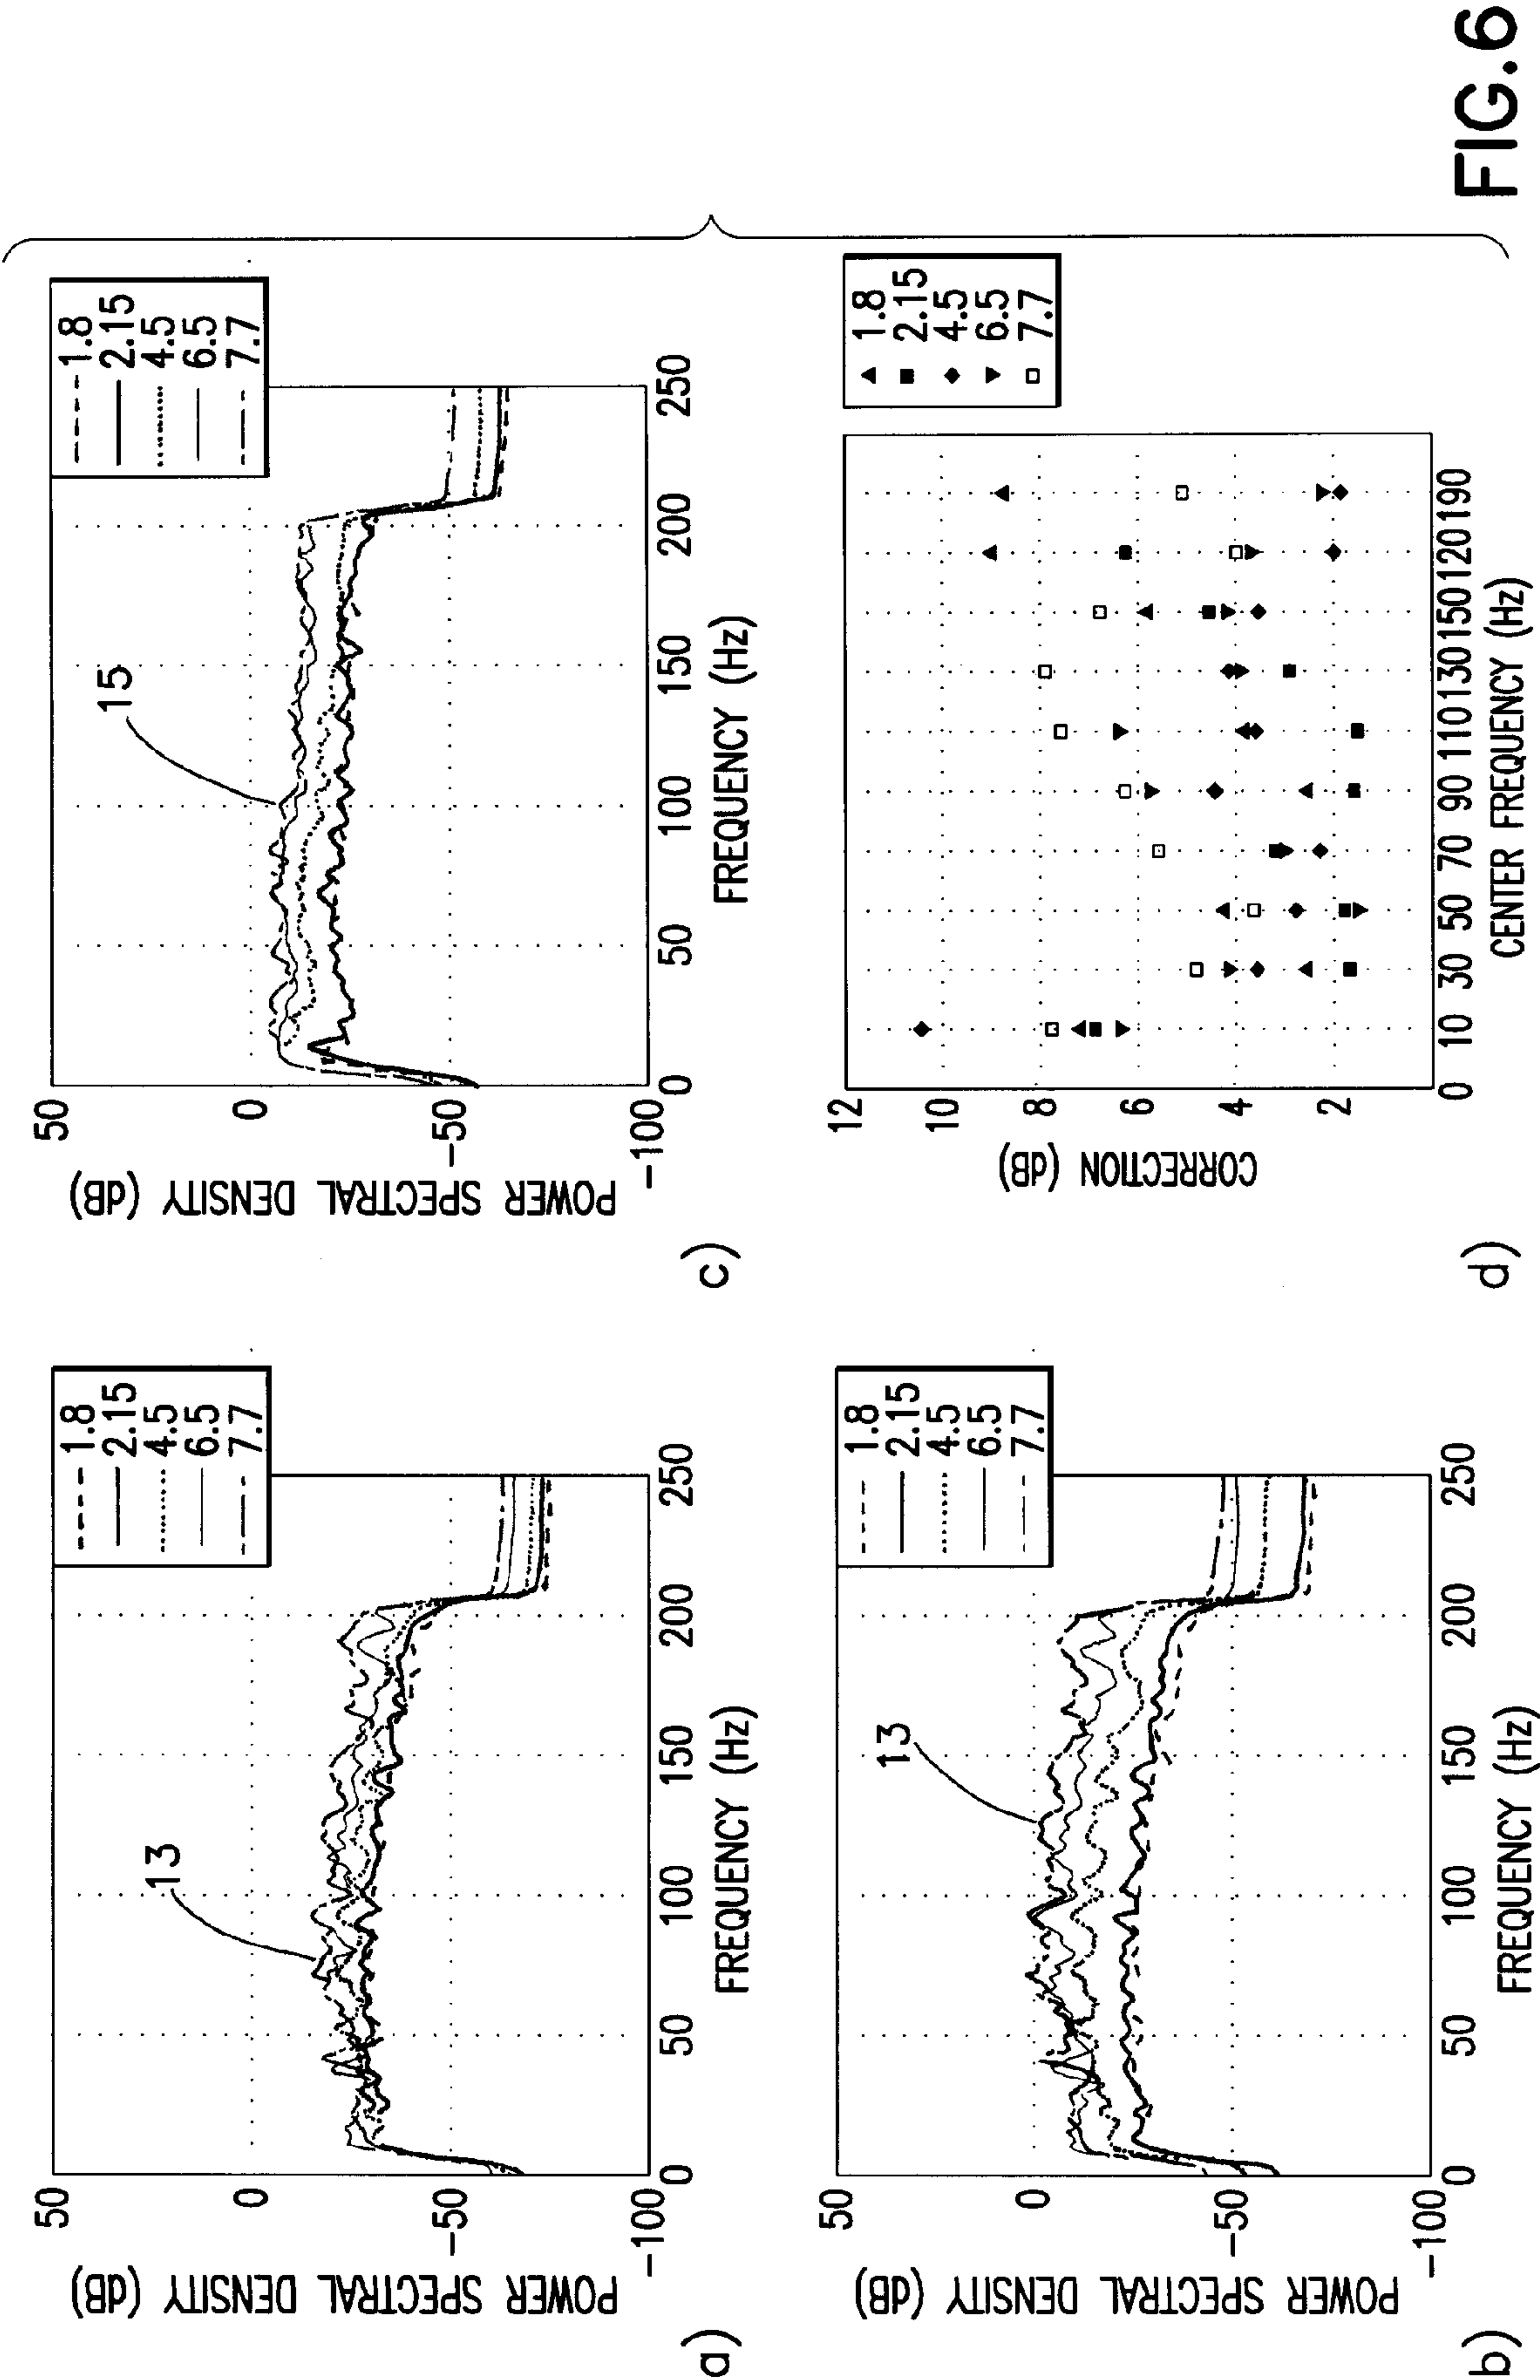 50
0
-50
-100
POWER SPECTRAL DENSITY (dB)
13
1.8
2.15
4.5
6.5
7.7
0 50 100 150 200 250
FREQUENCY (Hz)
a)
50
0
-50
-100
POWER SPECTRAL DENSITY (dB)
15
1.8
2.15
4.5
6.5
7.7
0 50 100 150 200 250
FREQUENCY (Hz)
c)
50
0
-50
-100
POWER SPECTRAL DENSITY (dB)
13
1.8
2.15
4.5
6.5
7.7
0 50 100 150 200 250
FREQUENCY (Hz)
b)
12
10
8
6
4
2
CORRECTION (dB)
1.8
2.15
4.5
6.5
7.7
0 10 30 50 70 90 110 130 150 120 190
CENTER FREQUENCY (Hz)
d)
FIG.6